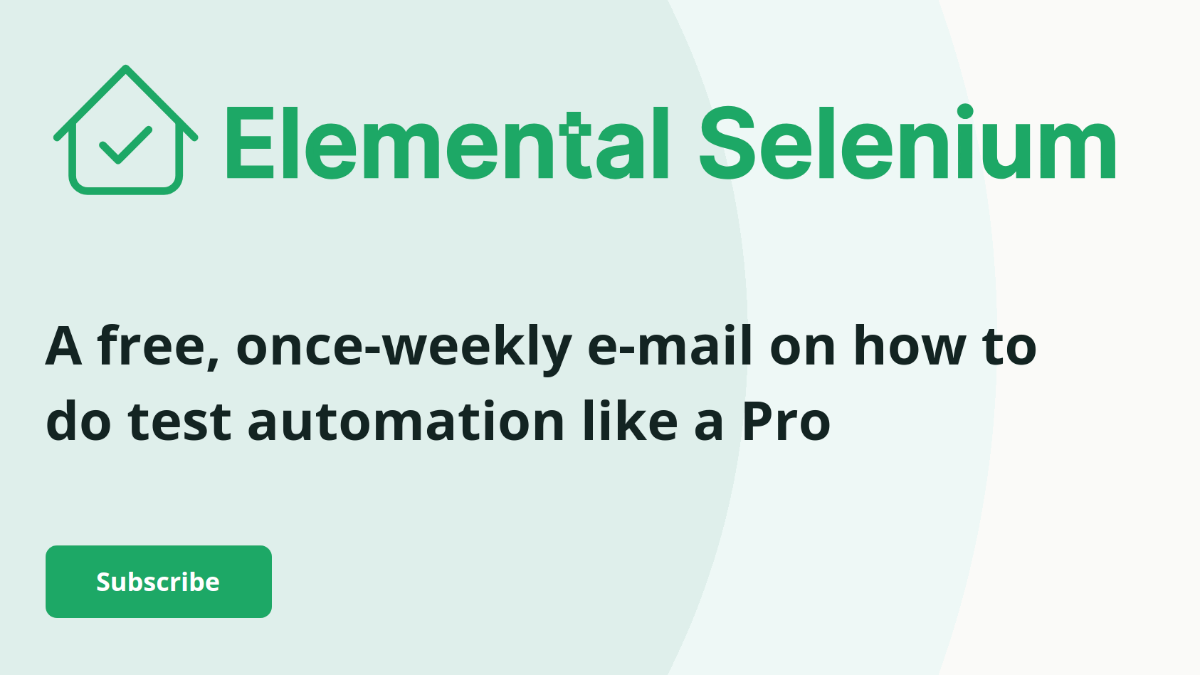 Elemental Selenium
A free, once-weekly e-mail on how to
do test automation like a Pro
Subscribe